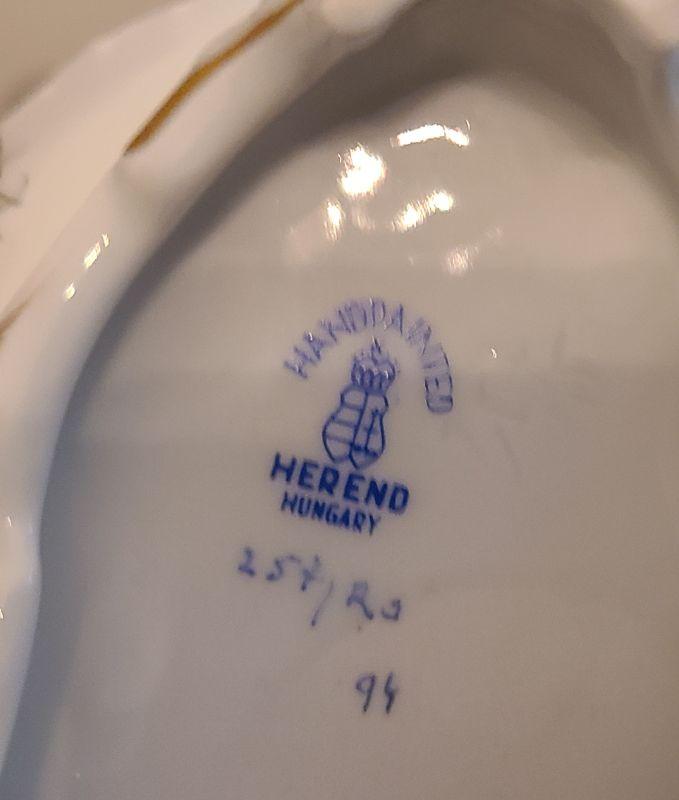 HANDPAINTED
HEREND
HUNGARY
257/Ro
94